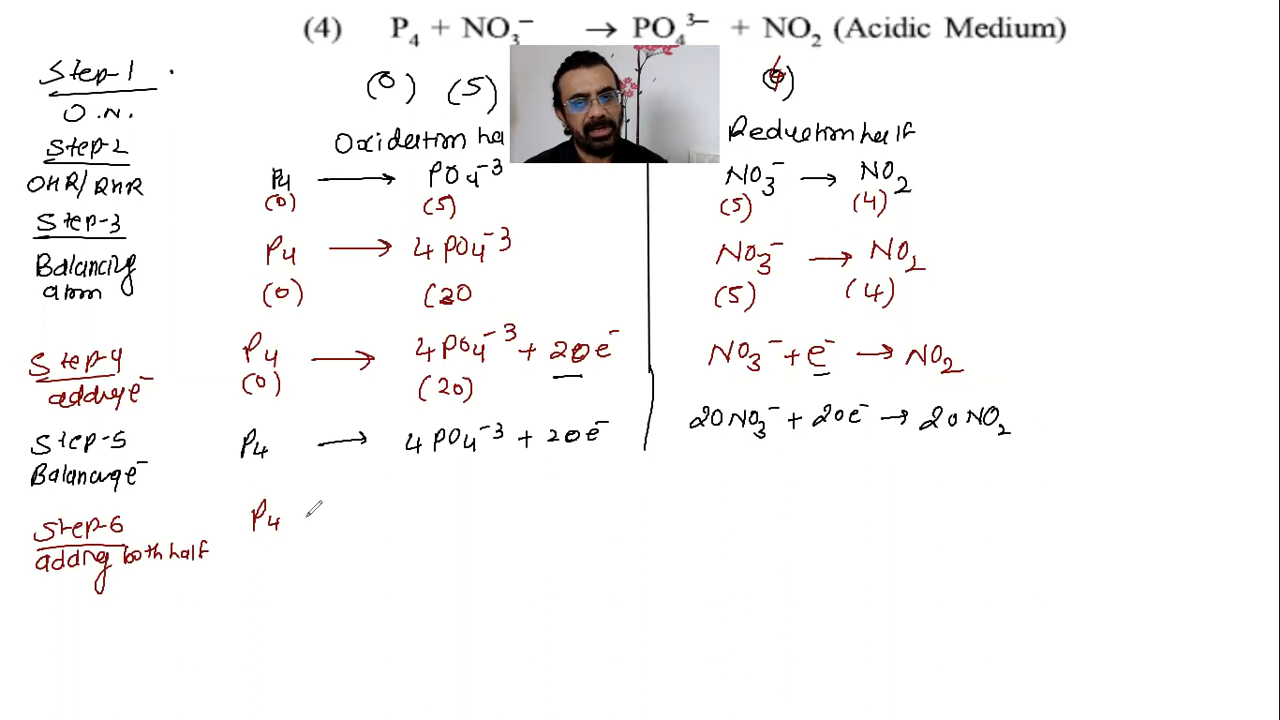 (4) P₄ + NO₃⁻ → PO₄³⁻ + NO₂ (Acidic Medium)
Step-1
O.N.
(0) (5)
Step-2
OHR/RHR
Oxidation ha
Reduction half
P₄ → PO₄⁻³
(0) (5)
NO₃⁻ → NO₂
(5) (4)
Step-3
Balancing
atom
P₄ → 4PO₄⁻³
(0) (20
NO₃⁻ → NO₂
(5) (4)
Step-4
adding e⁻
P₄ → 4PO₄⁻³ + 20e⁻
(0) (20)
NO₃⁻ + e⁻ → NO₂
Step-5
Balancing e⁻
P₄ → 4PO₄⁻³ + 20e⁻
20NO₃⁻ + 20e⁻ → 20NO₂
Step-6
adding both half
P₄